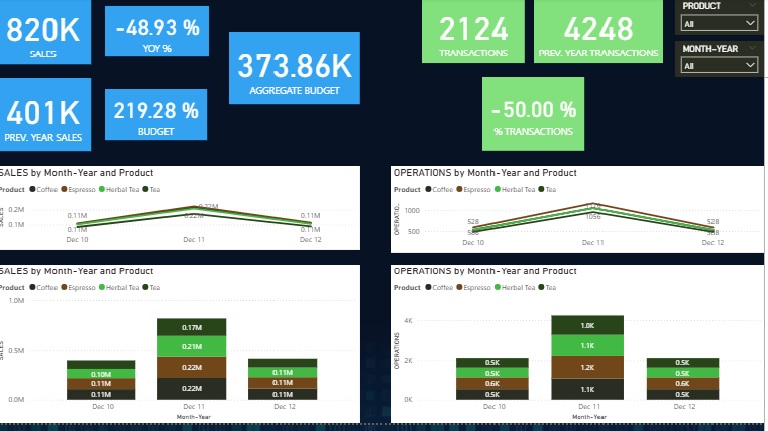 820K
SALES
-48.93 %
YOY %
373.86K
AGGREGATE BUDGET
401K
PREV. YEAR SALES
219.28 %
BUDGET
2124
TRANSACTIONS
4248
PREV. YEAR TRANSACTIONS
-50.00 %
% TRANSACTIONS
PRODUCT
All
MONTH-YEAR
All
SALES by Month-Year and Product
Product Coffee Espresso Herbal Tea Tea
SALES
0.2M
0.1M
0.11M
0.11M
0.22M
0.22M
0.11M
0.11M
Dec 10 Dec 11 Dec 12
OPERATIONS by Month-Year and Product
Product Coffee Espresso Herbal Tea Tea
OPERATIO...
1000
500
528
1056
528
Dec 10 Dec 11 Dec 12
SALES by Month-Year and Product
Product Coffee Espresso Herbal Tea Tea
SALES
1.0M
0.5M
0.0M
0.10M
0.11M
0.11M
0.17M
0.21M
0.22M
0.22M
0.11M
0.11M
0.11M
Dec 10 Dec 11 Dec 12
Month-Year
OPERATIONS by Month-Year and Product
Product Coffee Espresso Herbal Tea Tea
OPERATIONS
4K
2K
0K
0.5K
0.5K
0.6K
0.5K
1.0K
1.1K
1.2K
1.1K
0.5K
0.5K
0.6K
0.5K
Dec 10 Dec 11 Dec 12
Month-Year